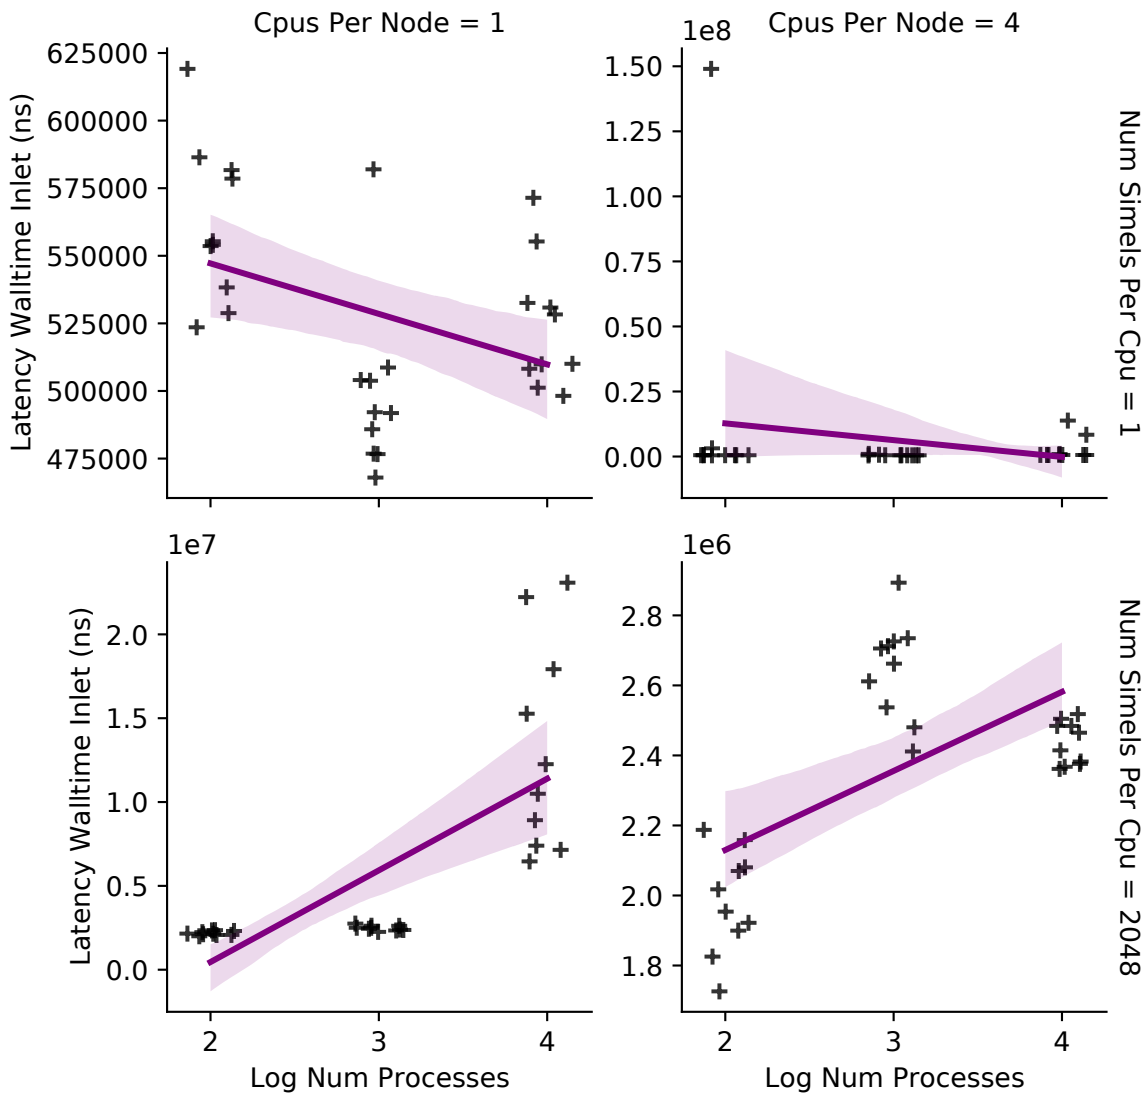 Cpus Per Node = 1
Cpus Per Node = 4
1e8
625000
600000
575000
550000
525000
500000
475000
Latency Walltime Inlet (ns)
1.50
1.25
1.00
0.75
0.50
0.25
0.00
Num Simels Per Cpu = 1
1e7
2.0
1.5
1.0
0.5
0.0
Latency Walltime Inlet (ns)
2 3 4
Log Num Processes
1e6
2.8
2.6
2.4
2.2
2.0
1.8
2 3 4
Log Num Processes
Num Simels Per Cpu = 2048